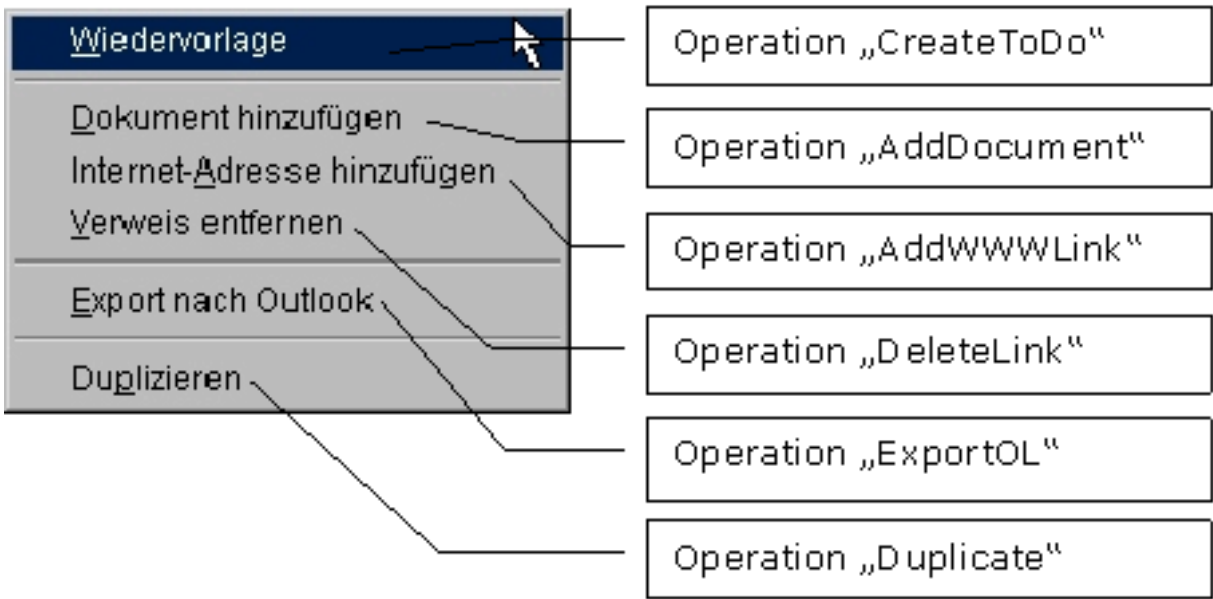 Wiedervorlage
Dokument hinzufügen
Internet-Adresse hinzufügen
Verweis entfernen
Export nach Outlook
Duplizieren
Operation „CreateToDo“
Operation „AddDocument“
Operation „AddWWWLink“
Operation „DeleteLink“
Operation „ExportOL“
Operation „Duplicate“